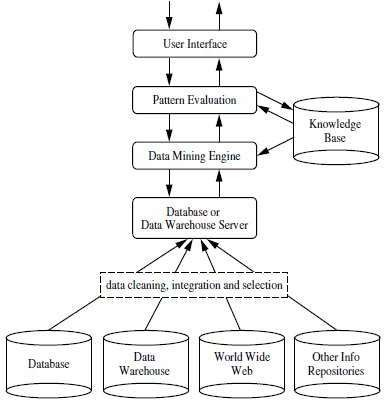 User Interface
Pattern Evaluation
Knowledge
Base
Data Mining Engine
Database or
Data Warehouse Server
data cleaning, integration and selection
Database
Data
Warehouse
World Wide
Web
Other Info
Repositories